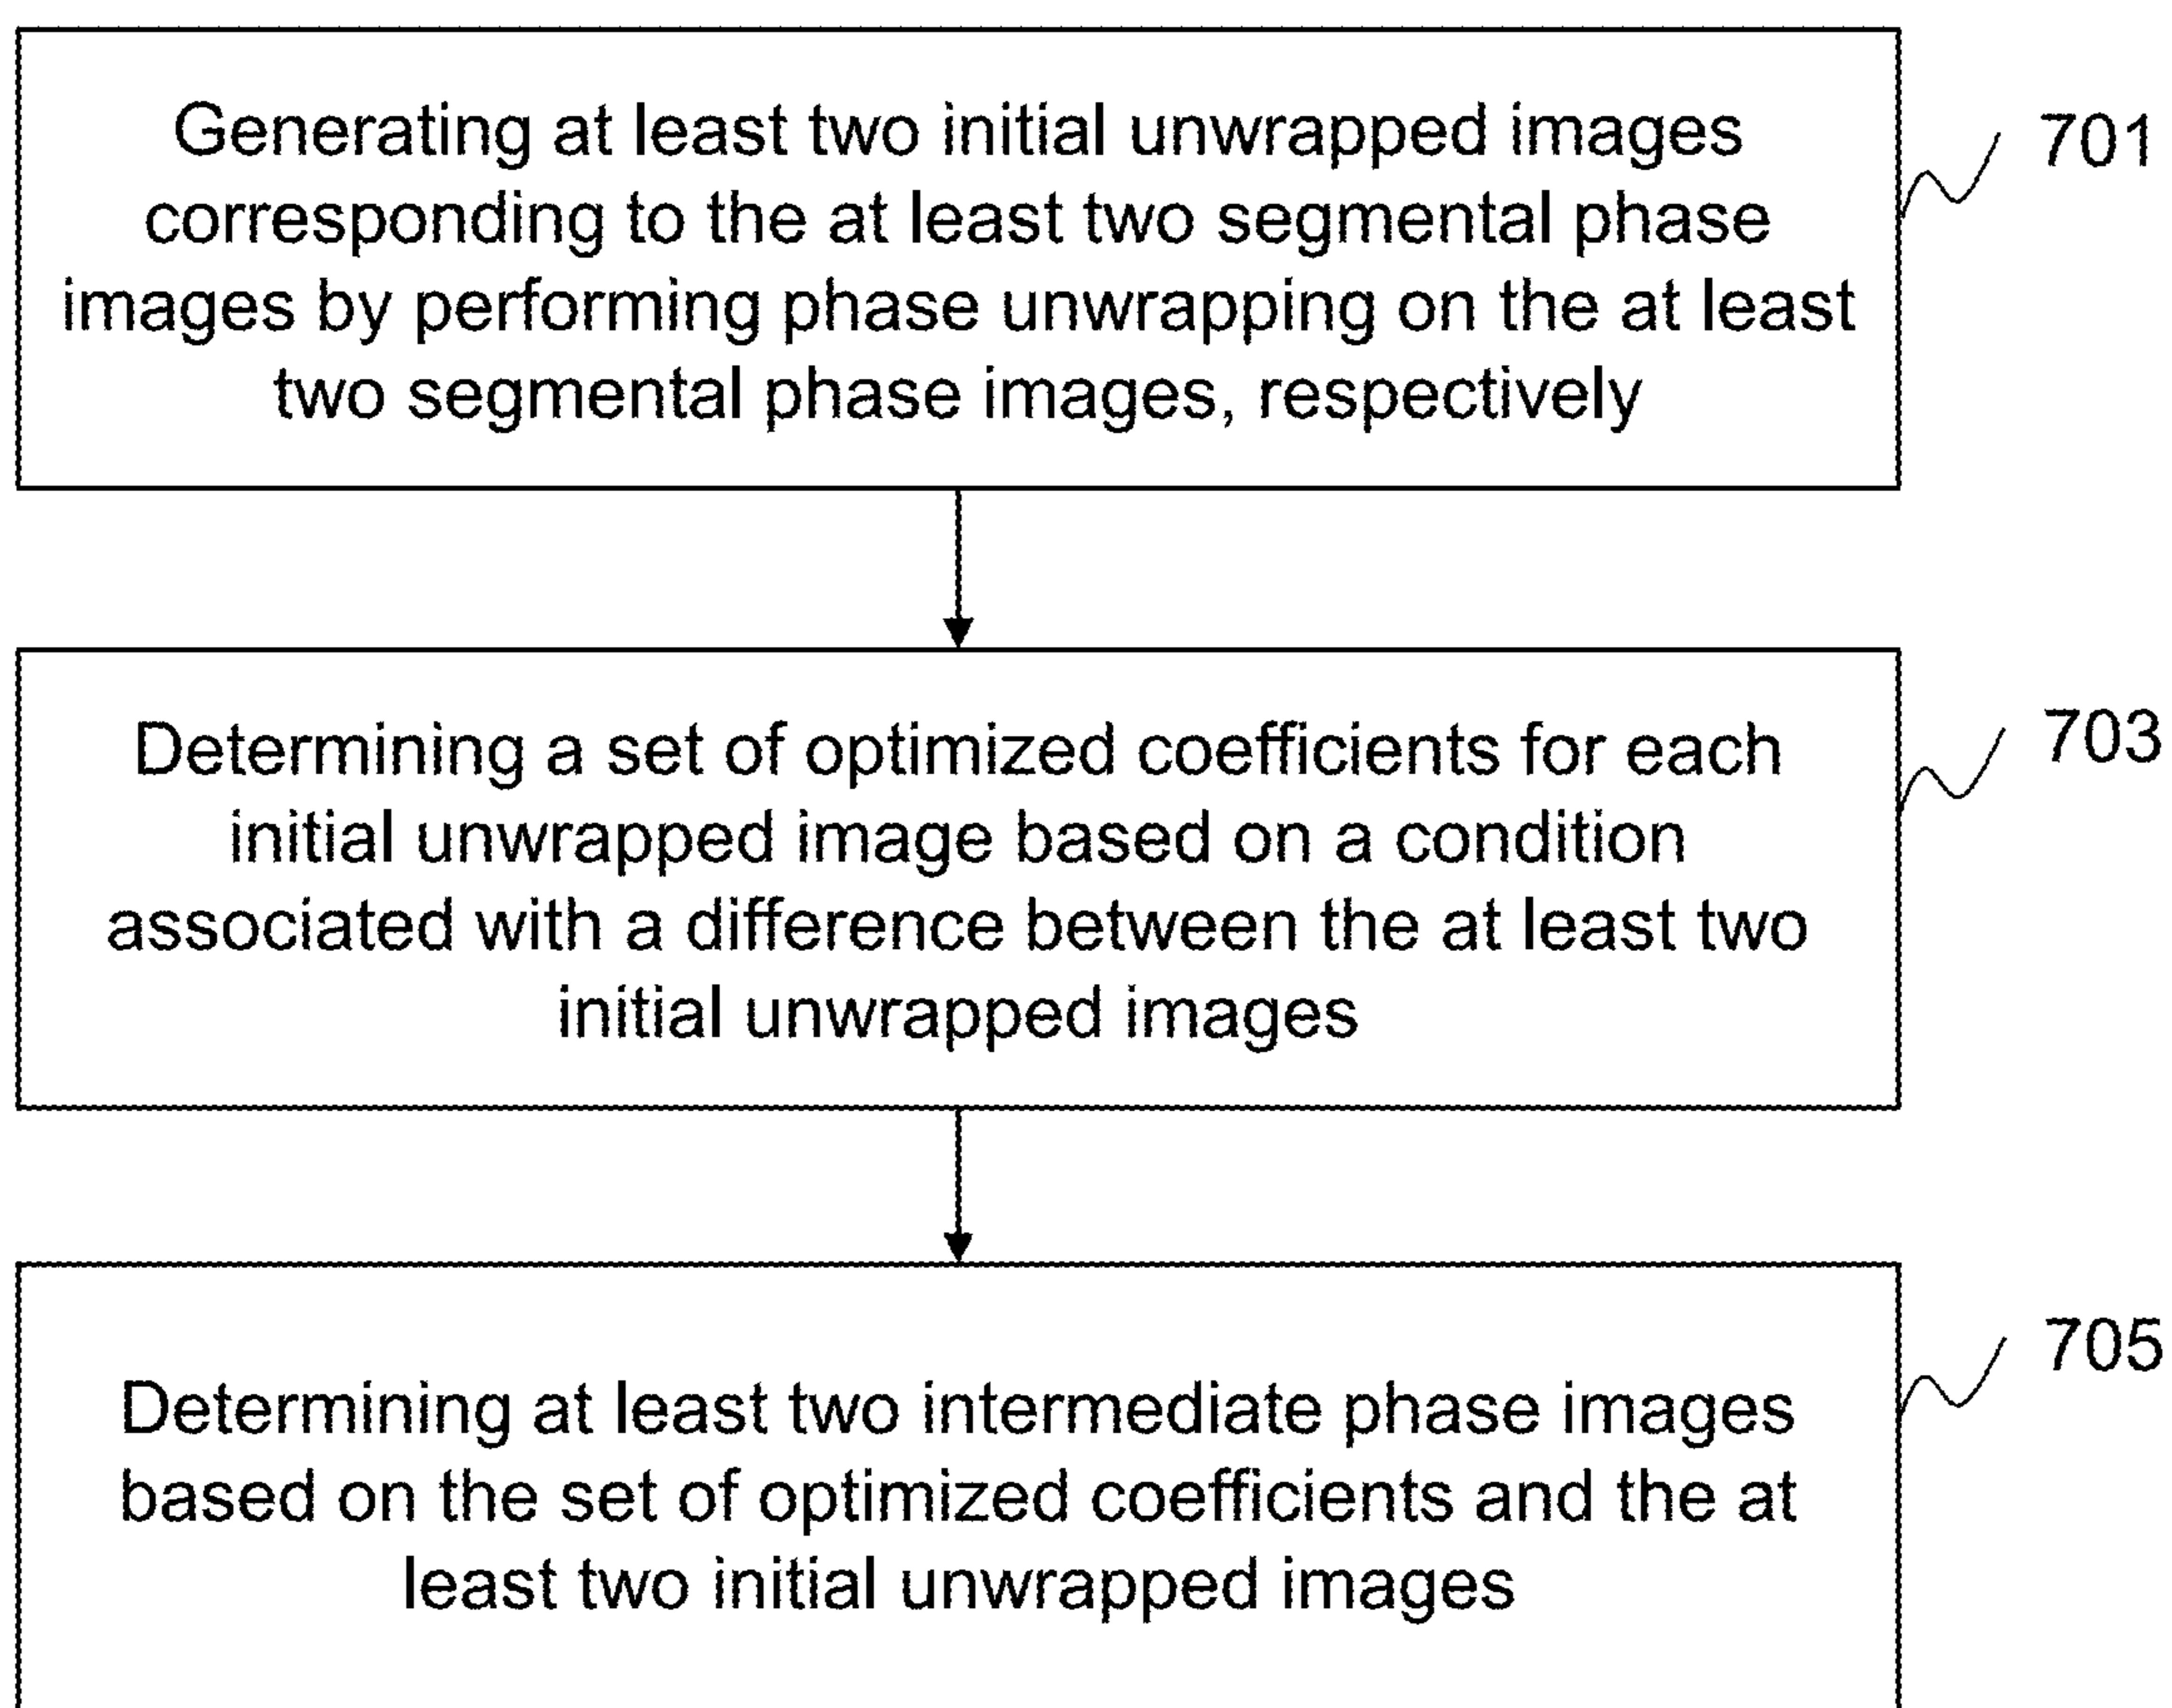 Generating at least two initial unwrapped images
corresponding to the at least two segmental phase
images by performing phase unwrapping on the at least
two segmental phase images, respectively
701
Determining a set of optimized coefficients for each
initial unwrapped image based on a condition
associated with a difference between the at least two
initial unwrapped images
703
Determining at least two intermediate phase images
based on the set of optimized coefficients and the at
least two initial unwrapped images
705